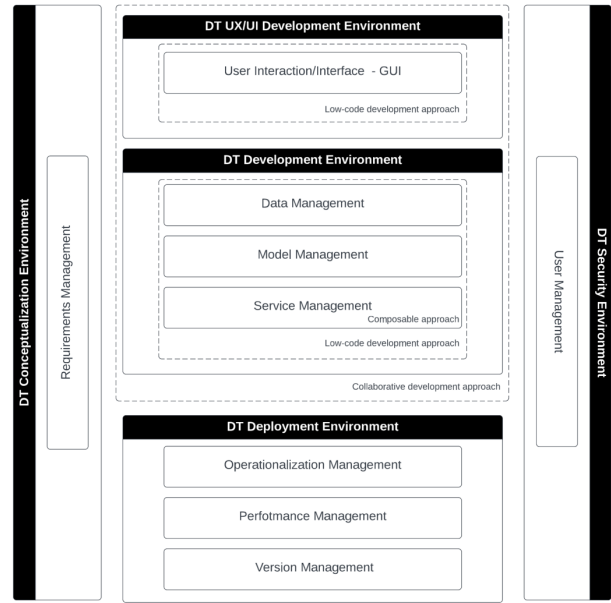 DT Conceptualization Environment
Requirements Management
DT UX/UI Development Environment
User Interaction/Interface - GUI
Low-code development approach
DT Development Environment
Data Management
Model Management
Service Management
Composable approach
Low-code development approach
Collaborative development approach
DT Deployment Environment
Operationalization Management
Perfotmance Management
Version Management
User Management
DT Security Environment